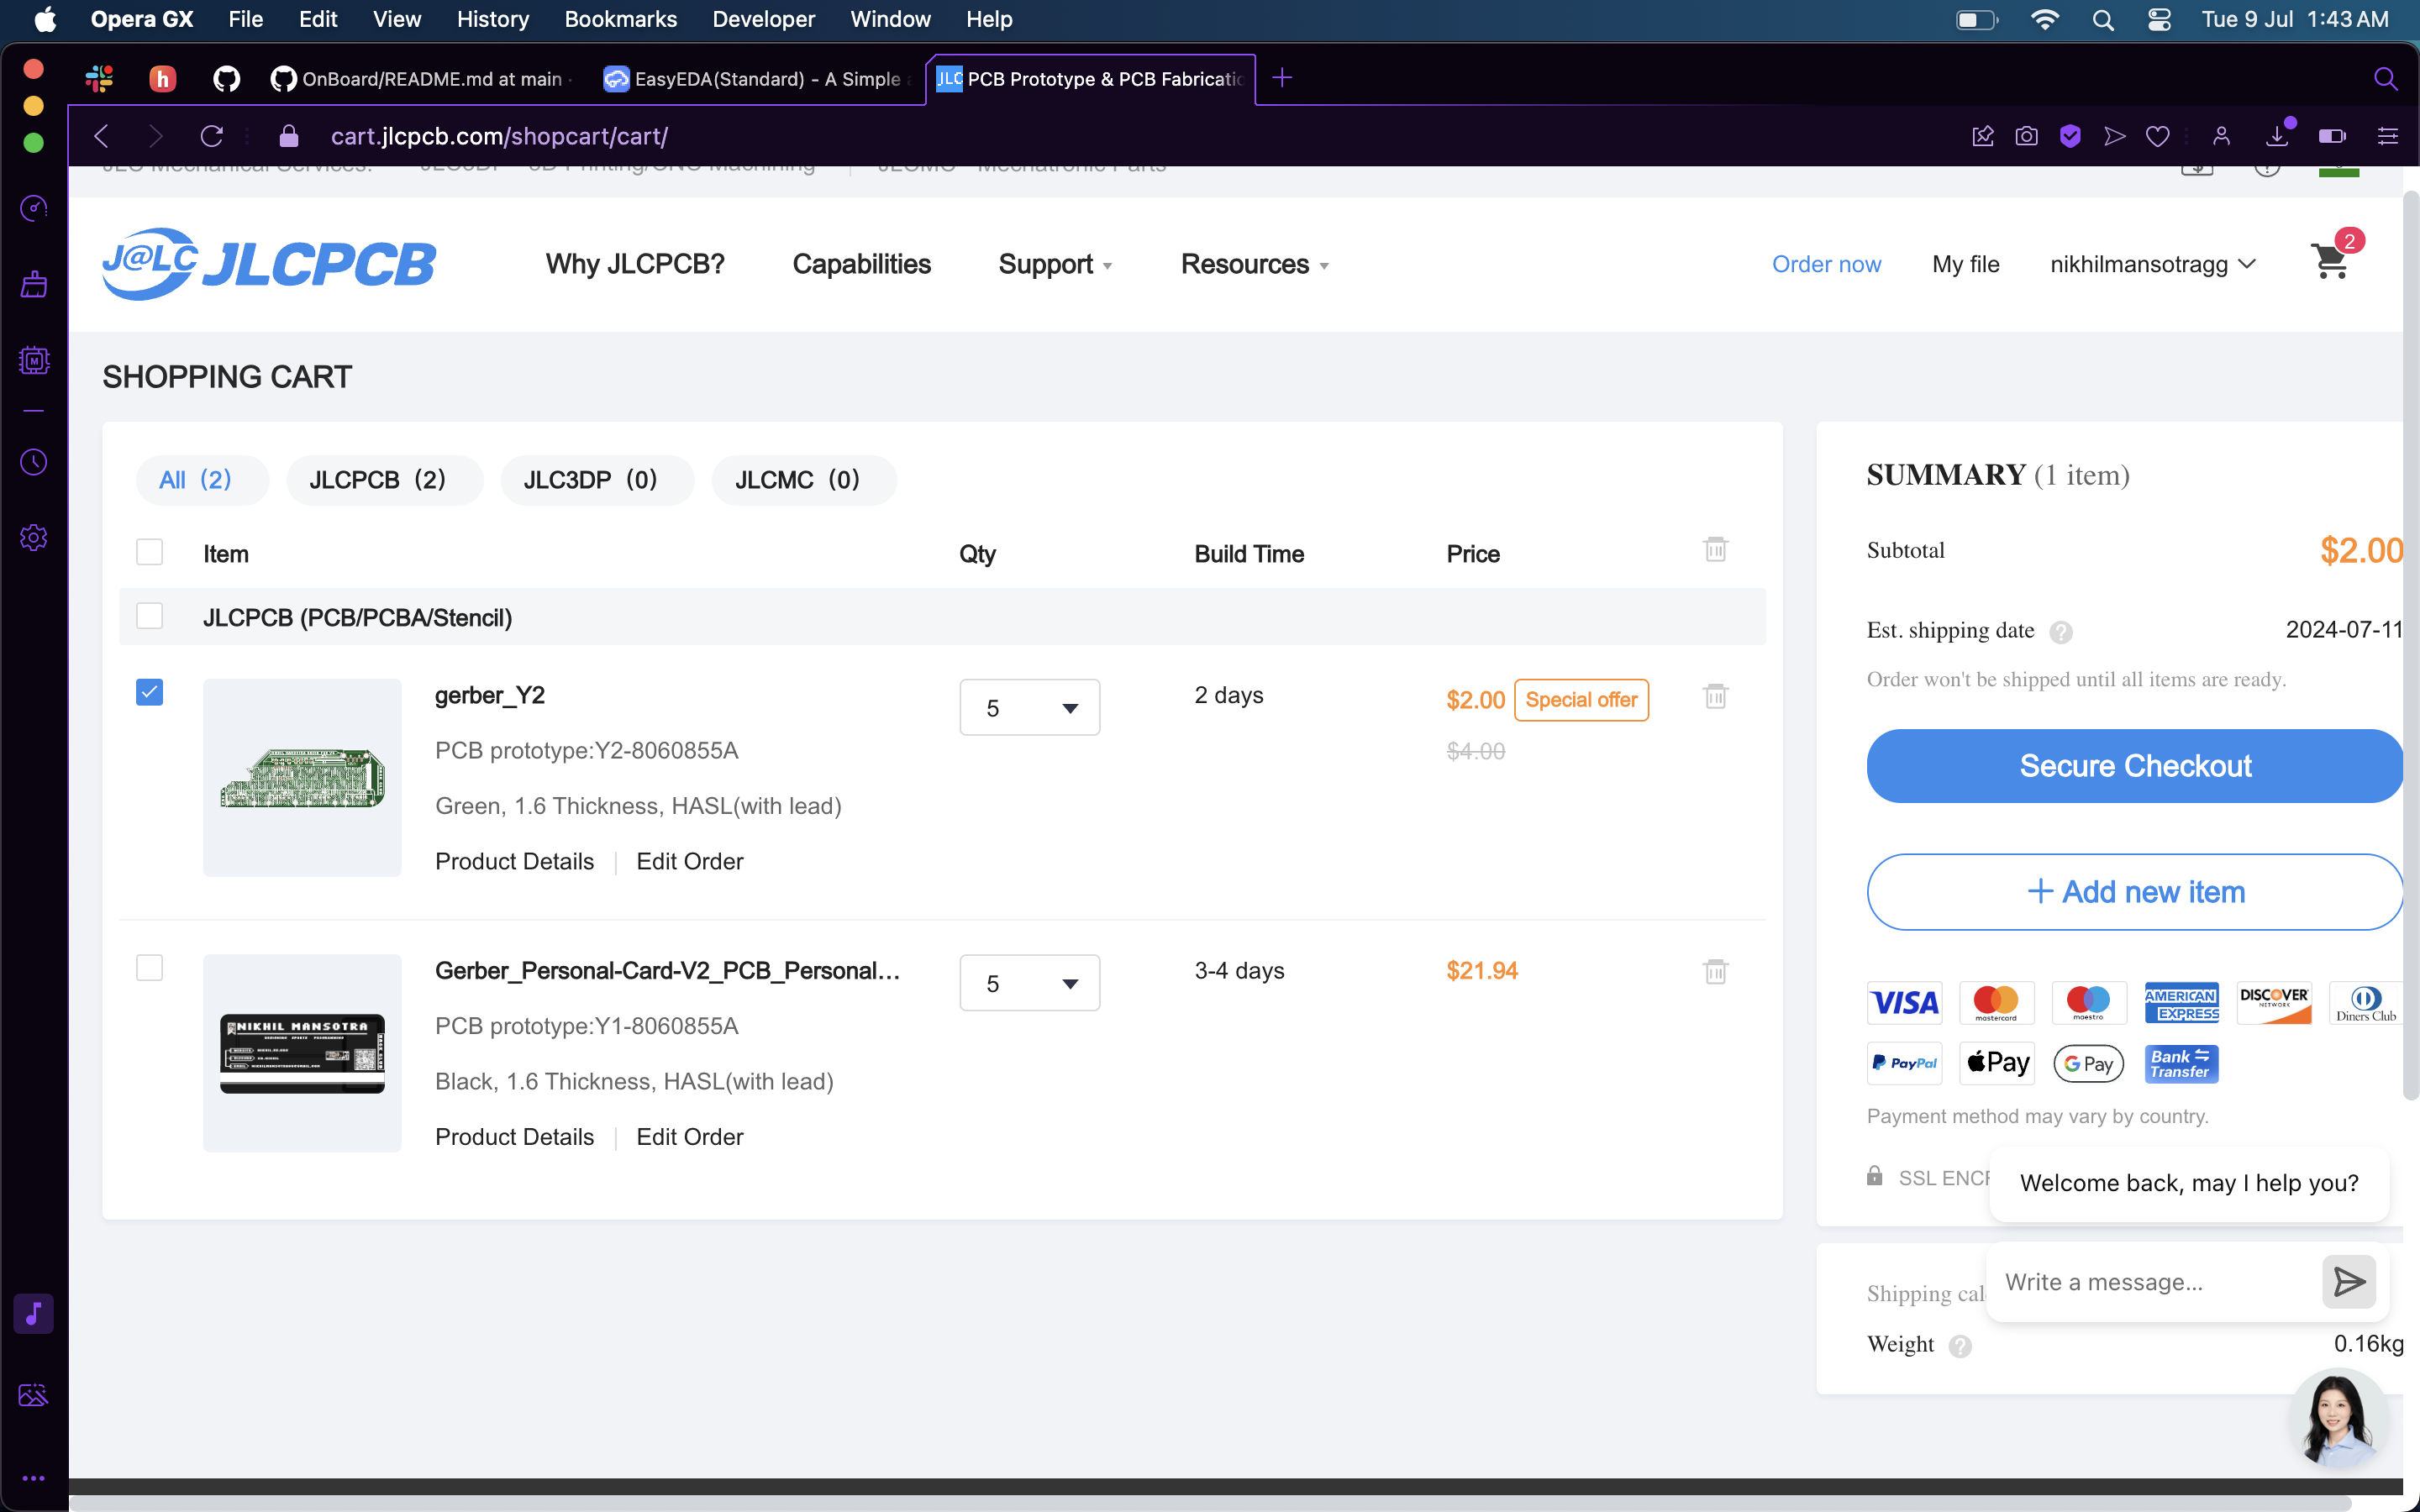 Opera GX File Edit View History Bookmarks Developer Window Help Tue 9 Jul 1:43 AM
OnBoard/README.md at main EasyEDA(Standard) - A Simple JLC PCB Prototype & PCB Fabricatio
cart.jlcpcb.com/shopcart/cart/
J@LC JLCPCB Why JLCPCB? Capabilities Support Resources Order now My file nikhilmansotragg 2
SHOPPING CART
All (2) JLCPCB (2) JLC3DP (0) JLCMC (0)
Item Qty Build Time Price
JLCPCB (PCB/PCBA/Stencil)
gerber_Y2 5 2 days $2.00 Special offer
$4.00
PCB prototype:Y2-8060855A
Green, 1.6 Thickness, HASL(with lead)
Product Details Edit Order
Gerber_Personal-Card-V2_PCB_Personal... 5 3-4 days $21.94
NIKHIL MANSOTRA
PCB prototype:Y1-8060855A
Black, 1.6 Thickness, HASL(with lead)
Product Details Edit Order
SUMMARY (1 item)
Subtotal $2.00
Est. shipping date ? 2024-07-11
Order won't be shipped until all items are ready.
Secure Checkout
+ Add new item
VISA mastercard maestro AMERICAN EXPRESS DISCOVER NETWORK Diners Club
PayPal Pay G Pay Bank Transfer
Payment method may vary by country.
SSL ENCR
Welcome back, may I help you?
Write a message...
Shipping cal
Weight ? 0.16kg